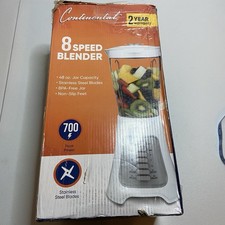 Continental
2 YEAR
warranty
8 SPEED
BLENDER
• 48 oz. Jar Capacity
• Stainless Steel Blades
• BPA-Free Jar
• Non-Slip Feet
700
Stainless
Steel Blades